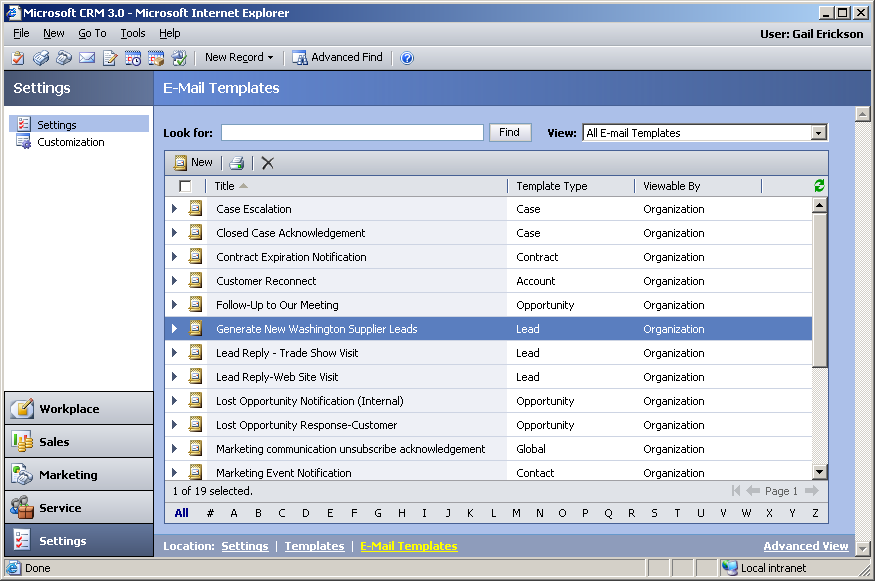 Microsoft CRM 3.0 - Microsoft Internet Explorer
File New Go To Tools Help User: Gail Erickson
New Record Advanced Find
Settings
E-Mail Templates
Settings
Customization
Look for: Find View: All E-mail Templates
New
Title Template Type Viewable By
Case Escalation Case Organization
Closed Case Acknowledgement Case Organization
Contract Expiration Notification Contract Organization
Customer Reconnect Account Organization
Follow-Up to Our Meeting Opportunity Organization
Generate New Washington Supplier Leads Lead Organization
Lead Reply - Trade Show Visit Lead Organization
Lead Reply-Web Site Visit Lead Organization
Lost Opportunity Notification (Internal) Opportunity Organization
Lost Opportunity Response-Customer Opportunity Organization
Marketing communication unsubscribe acknowledgement Global Organization
Marketing Event Notification Contact Organization
1 of 19 selected. Page 1
All # A B C D E F G H I J K L M N O P Q R S T U V W X Y Z
Workplace
Sales
Marketing
Service
Settings
Location: Settings | Templates | E-Mail Templates Advanced View
Done Local intranet